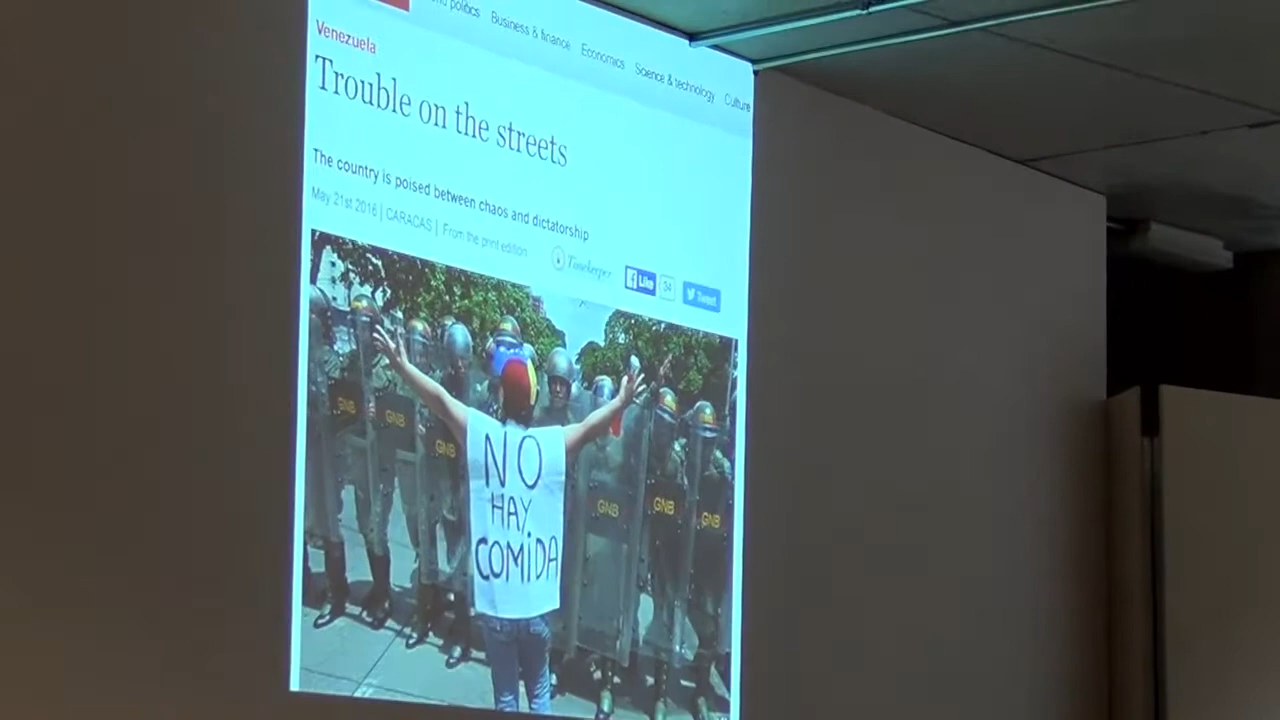 politics Business & finance Economics Science & technology Culture
Venezuela
Trouble on the streets
The country is poised between chaos and dictatorship
May 21st 2016 | CARACAS | From the print edition
Timekeeper
Like 34
Tweet
GNB
GNB
GNB
NO
HAY
COMiDA
GNB
GNB
GNB